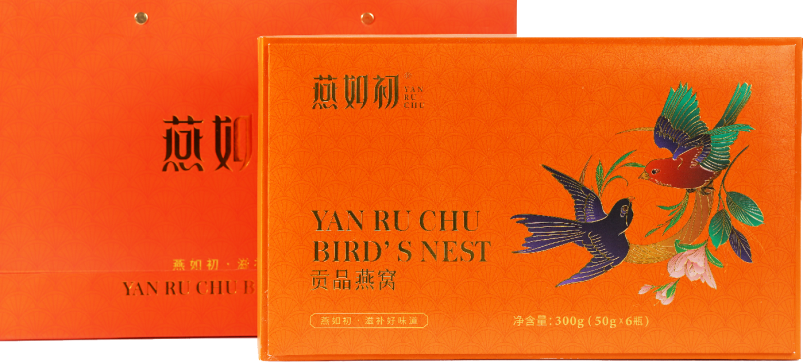 燕如
燕如初·滋
YAN RU CHU B
燕如初
YAN
RU
CHU
YAN RU CHU
BIRD'S NEST
贡品燕窝
燕如初·滋补好味道
净含量:300g(50g×6瓶)